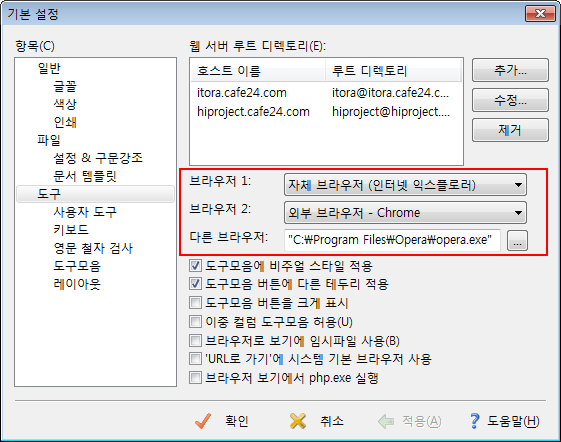 기본 설정
항목(C)
일반
글꼴
색상
인쇄
파일
설정 & 구문강조
문서 템플릿
도구
사용자 도구
키보드
영문 철자 검사
도구모음
레이아웃
웹 서버 루트 디렉토리(E):
호스트 이름 루트 디렉토리
itora.cafe24.com itora@itora.cafe24.c...
hiproject.cafe24.com hiproject@hiproject....
추가...
수정...
제거
브라우저 1: 자체 브라우저 (인터넷 익스플로러)
브라우저 2: 외부 브라우저 - Chrome
다른 브라우저: "C:₩Program Files₩Opera₩opera.exe" ...
도구모음에 비주얼 스타일 적용
도구모음 버튼에 다른 테두리 적용
도구모음 버튼을 크게 표시
이중 컬럼 도구모음 허용(U)
브라우저로 보기에 임시파일 사용(B)
'URL로 가기'에 시스템 기본 브라우저 사용
브라우저 보기에서 php.exe 실행
확인 취소 적용(A) 도움말(H)